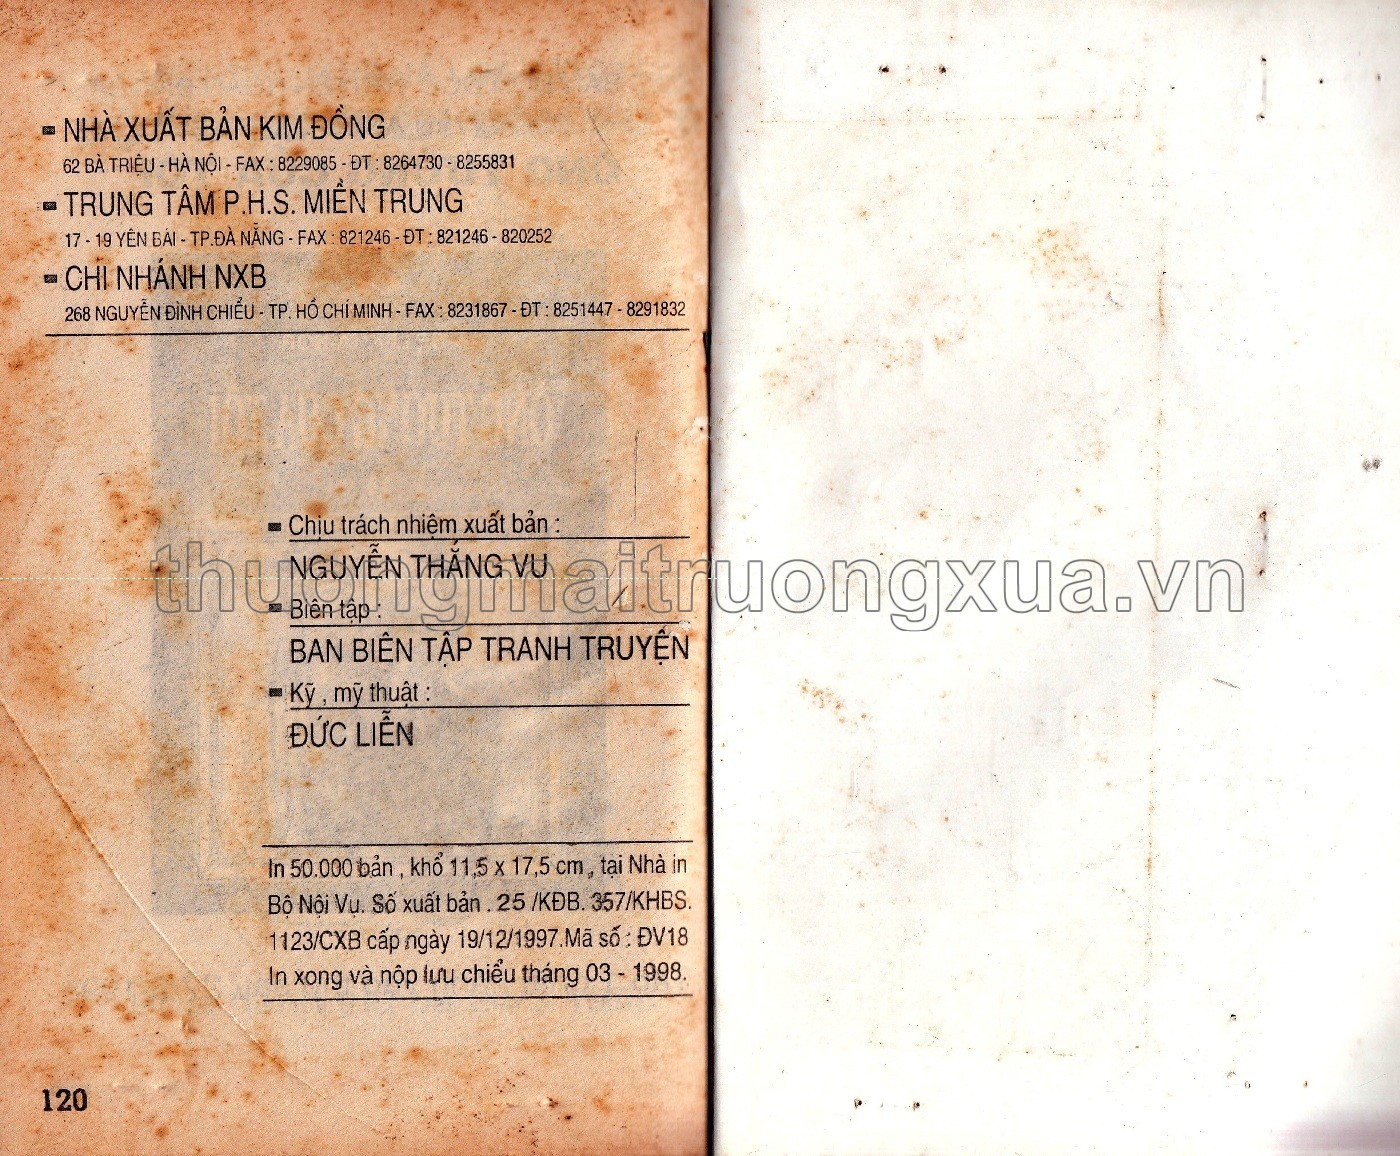 NHÀ XUẤT BẢN KIM ĐỒNG
62 BÀ TRIỆU - HÀ NỘI - FAX : 8229085 - ĐT : 8264730 - 8255831
TRUNG TÂM P.H.S. MIỀN TRUNG
17 - 19 YÊN BÁI - TP.ĐÀ NẴNG - FAX : 821246 - ĐT : 821246 - 820252
CHI NHÁNH NXB
268 NGUYỄN ĐÌNH CHIỂU - TP. HỒ CHÍ MINH - FAX : 8231867 - ĐT : 8251447 - 8291832
Chịu trách nhiệm xuất bản :
NGUYỄN THẮNG VU
thuongmaitruongxua.vn
Biên tập :
BAN BIÊN TẬP TRANH TRUYỆN
Kỹ , mỹ thuật :
ĐỨC LIỄN
In 50.000 bản , khổ 11,5 x 17,5 cm , tại Nhà in
Bộ Nội Vụ. Số xuất bản . 25 /KĐB. 357/KHBS.
1123/CXB cấp ngày 19/12/1997.Mã số : ĐV18
In xong và nộp lưu chiểu tháng 03 - 1998.
120